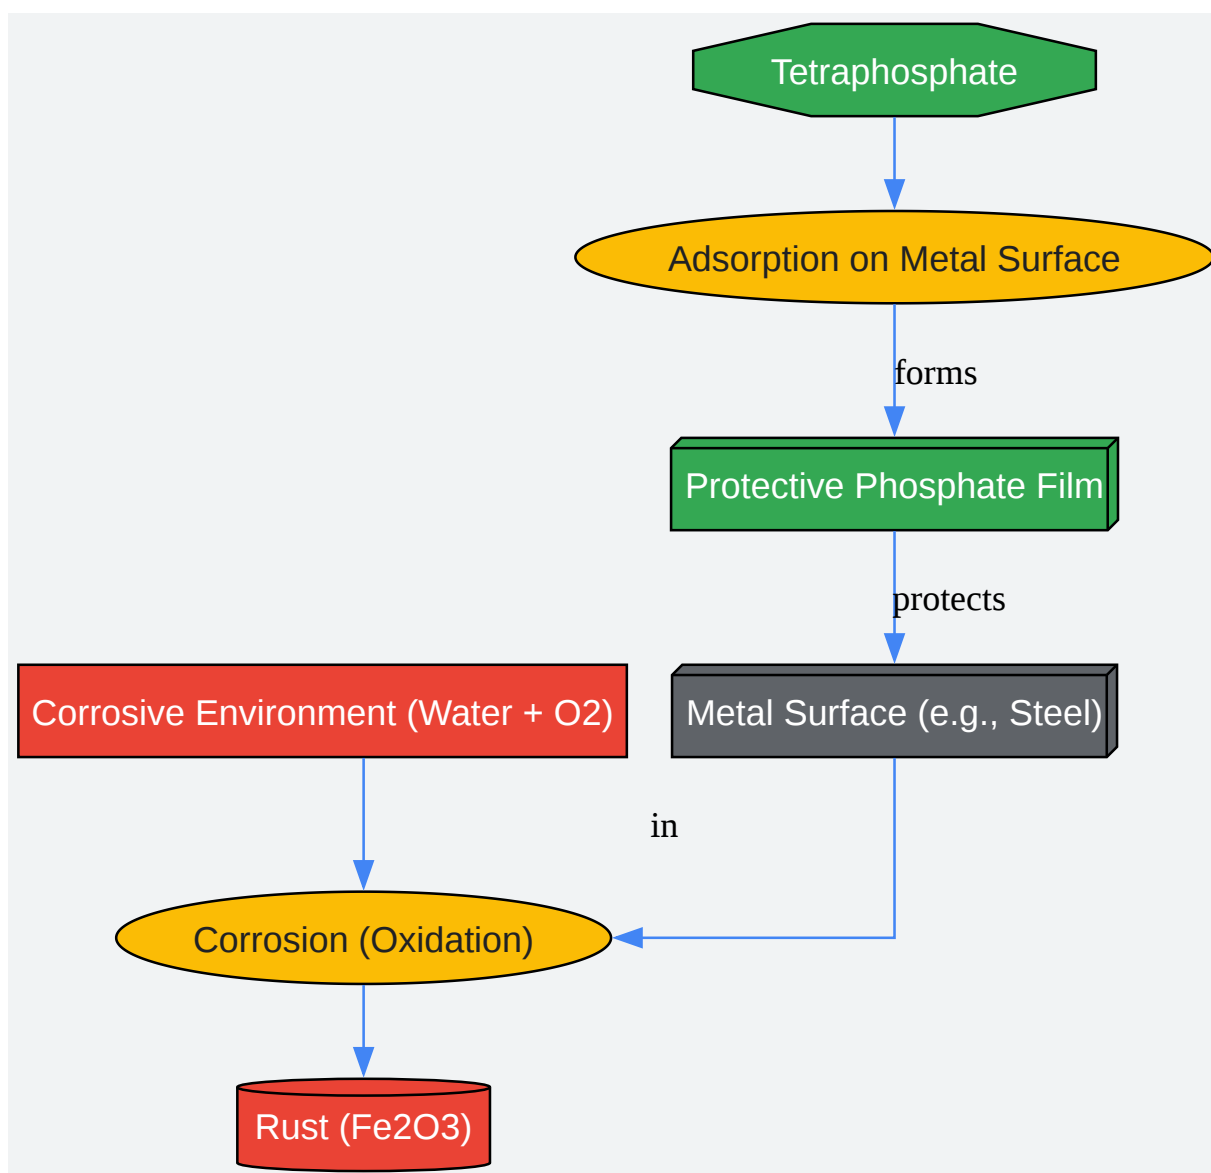 Tetraphosphate
Adsorption on Metal Surface
forms
Protective Phosphate Film
protects
Corrosive Environment (Water + O2)
Metal Surface (e.g., Steel)
in
Corrosion (Oxidation)
Rust (Fe2O3)